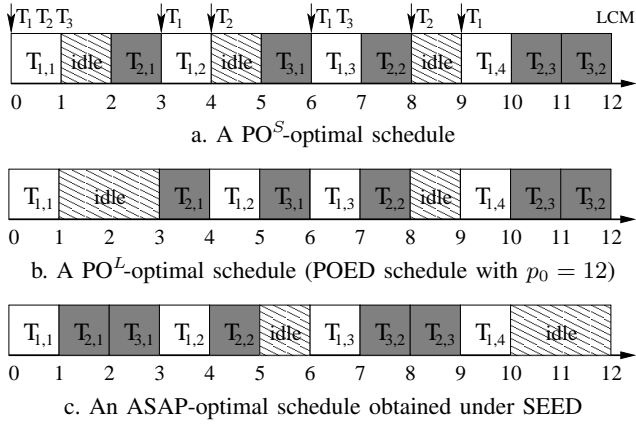 T1 T2 T3 T1 T2 T1 T3 T2 T1 LCM
T1,1 idle T2,1 T1,2 idle T3,1 T1,3 T2,2 idle T1,4 T2,3 T3,2
0 1 2 3 4 5 6 7 8 9 10 11 12
a. A PO^S-optimal schedule
T1,1 idle T2,1 T1,2 T3,1 T1,3 T2,2 idle T1,4 T2,3 T3,2
0 1 2 3 4 5 6 7 8 9 10 11 12
b. A PO^L-optimal schedule (POED schedule with p0 = 12)
T1,1 T2,1 T3,1 T1,2 T2,2 idle T1,3 T3,2 T2,3 T1,4 idle
0 1 2 3 4 5 6 7 8 9 10 11 12
c. An ASAP-optimal schedule obtained under SEED